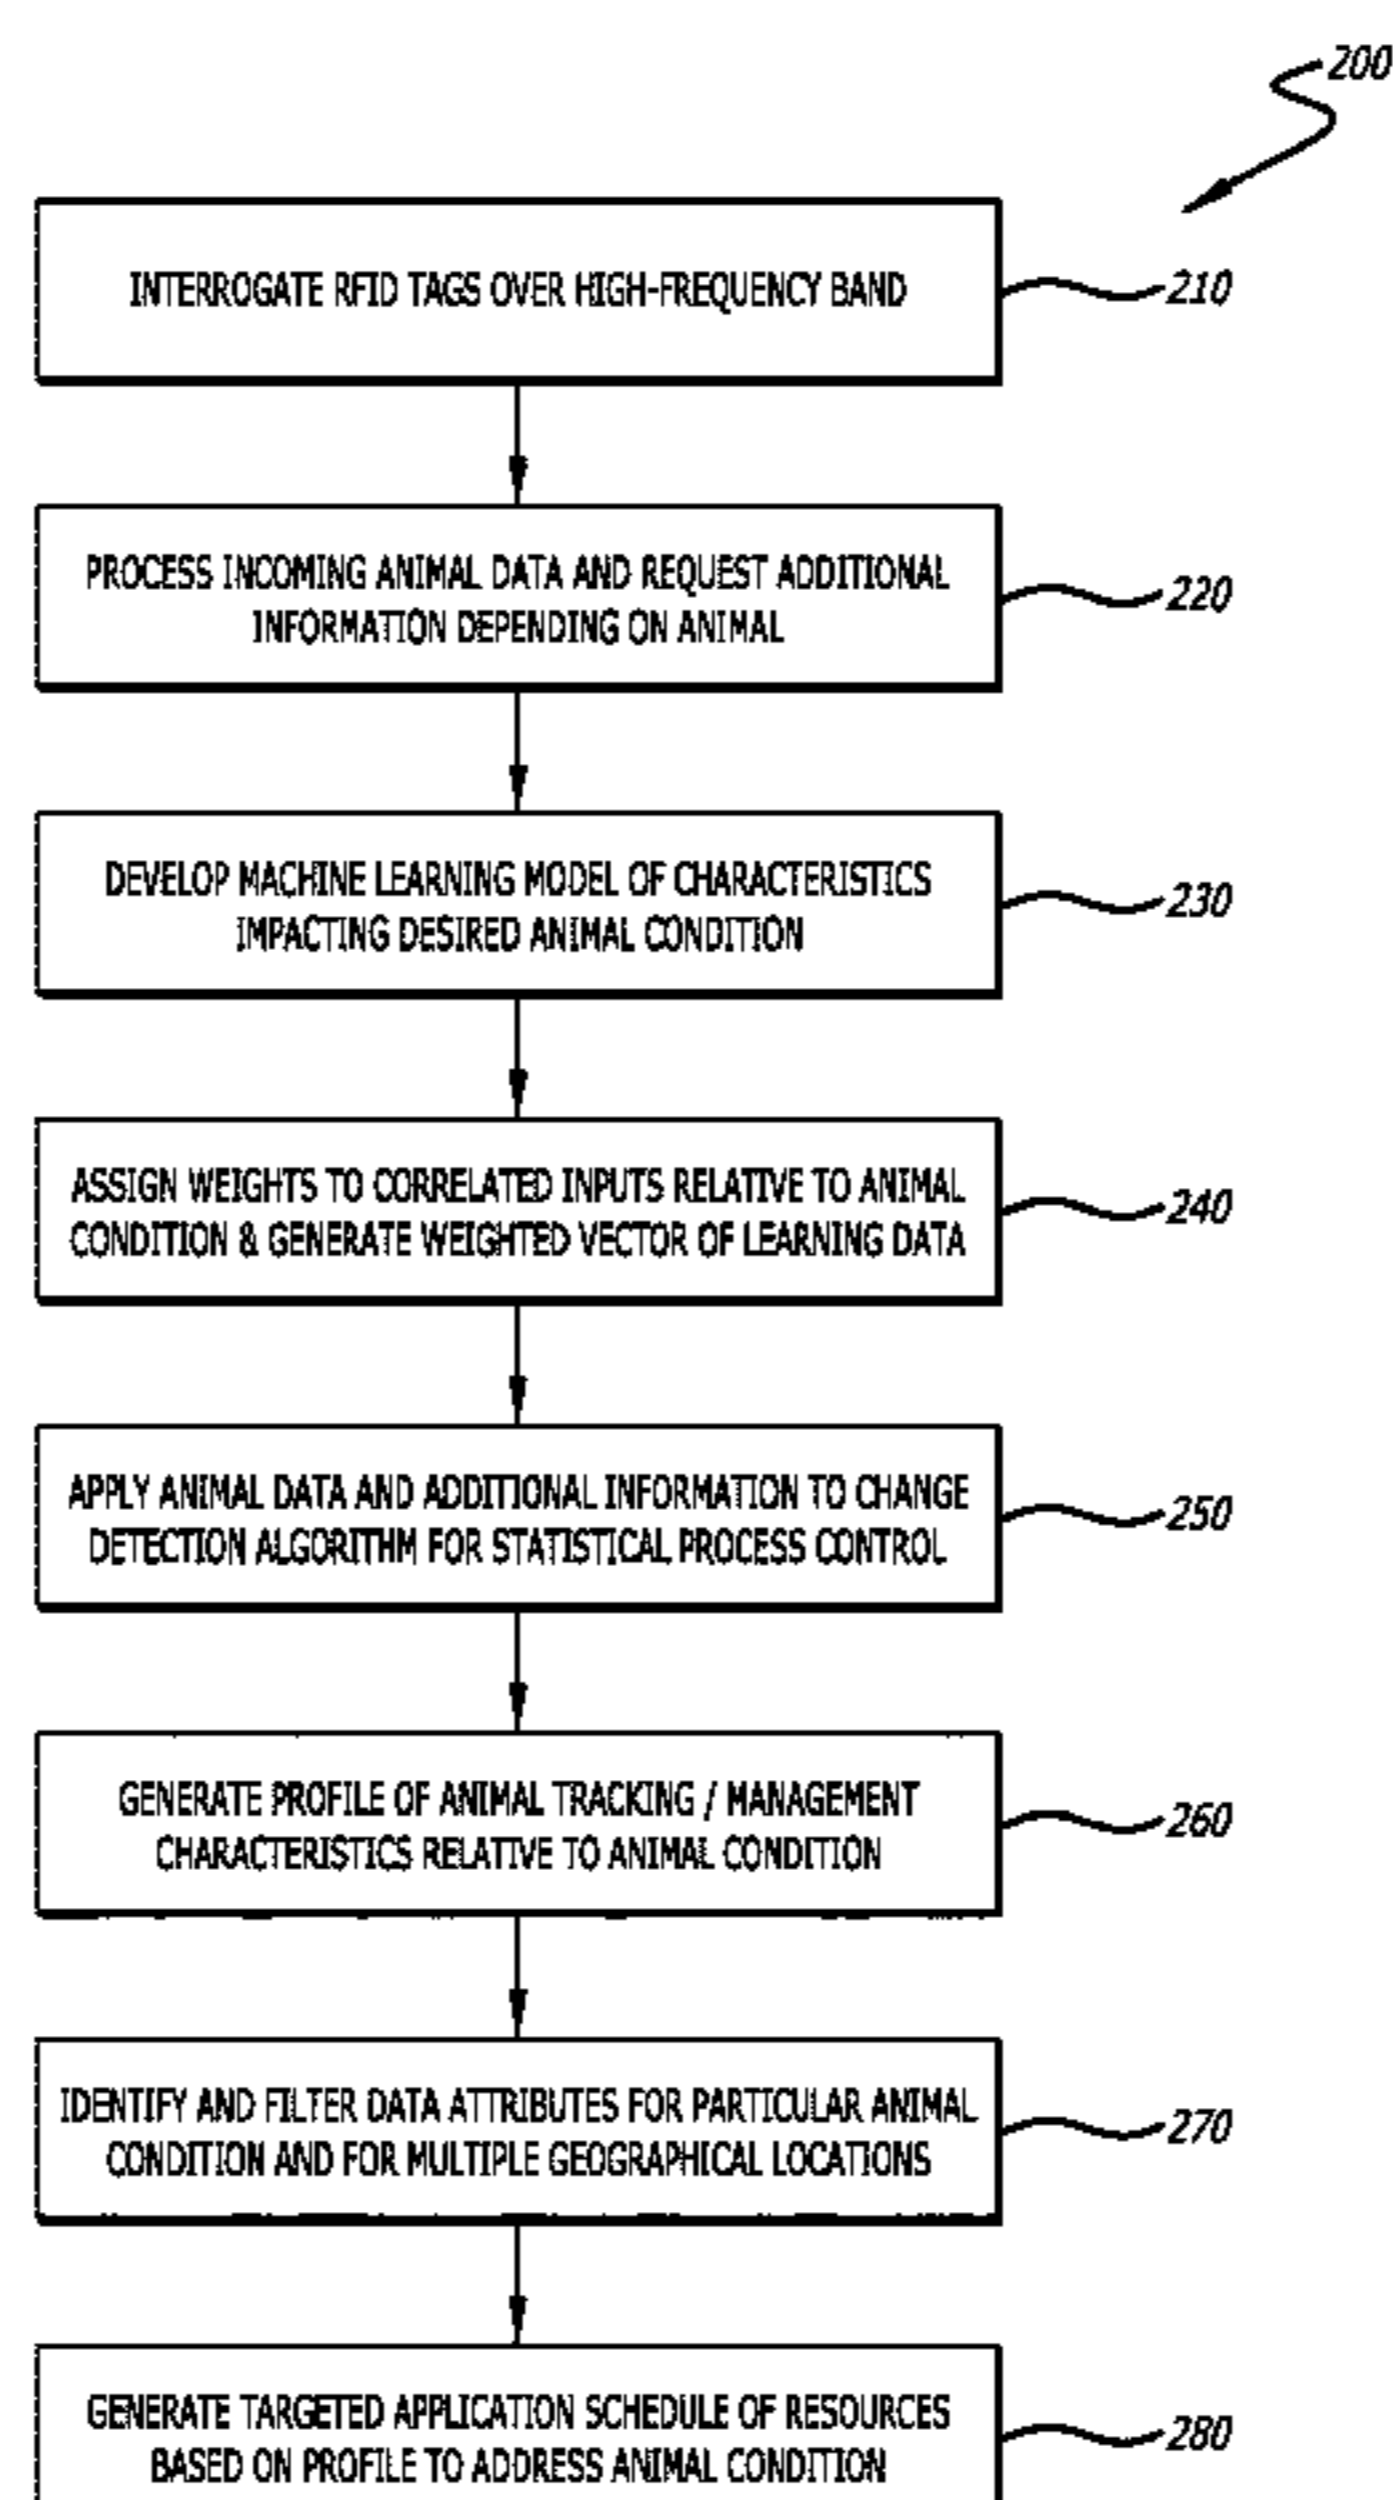 200
INTERROGATE RFID TAGS OVER HIGH-FREQUENCY BAND
210
PROCESS INCOMING ANIMAL DATA AND REQUEST ADDITIONAL
INFORMATION DEPENDING ON ANIMAL
220
DEVELOP MACHINE LEARNING MODEL OF CHARACTERISTICS
IMPACTING DESIRED ANIMAL CONDITION
230
ASSIGN WEIGHTS TO CORRELATED INPUTS RELATIVE TO ANIMAL
CONDITION & GENERATE WEIGHTED VECTOR OF LEARNING DATA
240
APPLY ANIMAL DATA AND ADDITIONAL INFORMATION TO CHANGE
DETECTION ALGORITHM FOR STATISTICAL PROCESS CONTROL
250
GENERATE PROFILE OF ANIMAL TRACKING / MANAGEMENT
CHARACTERISTICS RELATIVE TO ANIMAL CONDITION
260
IDENTIFY AND FILTER DATA ATTRIBUTES FOR PARTICULAR ANIMAL
CONDITION AND FOR MULTIPLE GEOGRAPHICAL LOCATIONS
270
GENERATE TARGETED APPLICATION SCHEDULE OF RESOURCES
BASED ON PROFILE TO ADDRESS ANIMAL CONDITION
280